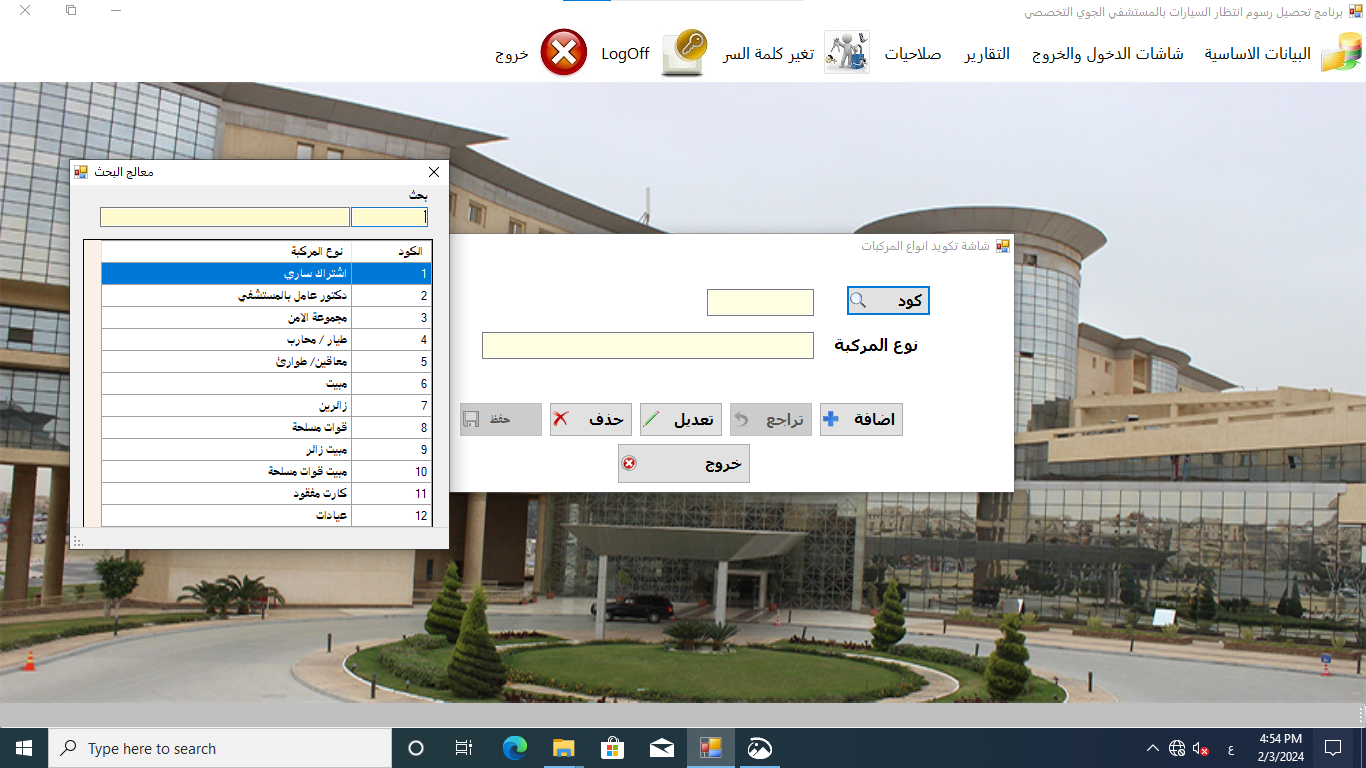 برنامج تحصيل رسوم انتظار السيارات بالمستشفي الجوي التخصصي
البيانات الاساسية شاشات الدخول والخروج التقارير صلاحيات تغير كلمة السر LogOff خروج
معالج البحث
بحث
1
الكود نوع المركبة
1 اشتراك ساري
2 دكتور عامل بالمستشفي
3 مجموعة الامن
4 طيار / محارب
5 معاقين/ طوارئ
6 مبيت
7 زائرين
8 قوات مسلحة
9 مبيت زائر
10 مبيت قوات مسلحة
11 كارت مفقود
12 عيادات
شاشة تكويد انواع المركبات
كود
نوع المركبة
اضافة تراجع تعديل حذف حفظ
خروج
Type here to search
ع
4:54 PM
2/3/2024